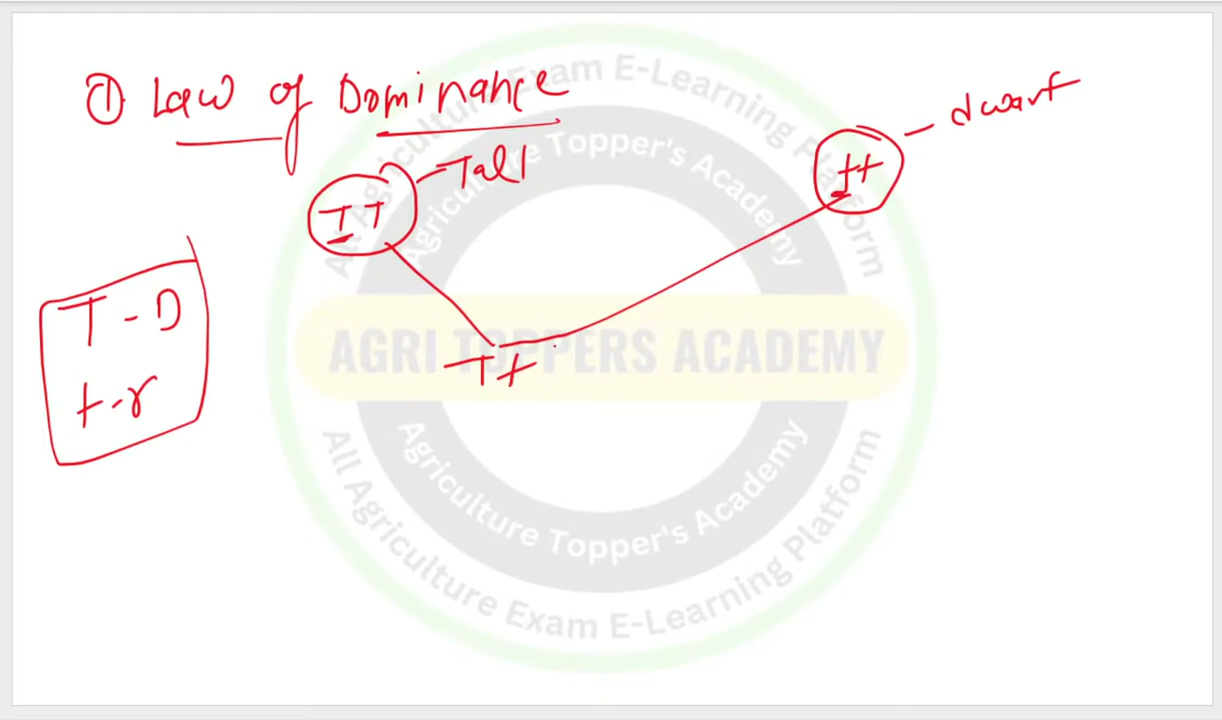 ① Law of Dominance
dwarf
Tall
TT
tt
T - D
t - r
Tt
AGRI TOPPERS ACADEMY
Agriculture Topper's Academy
Agriculture Topper's Academy
All Agriculture Exam E-Learning Platform
All Agriculture Exam E-Learning Platform